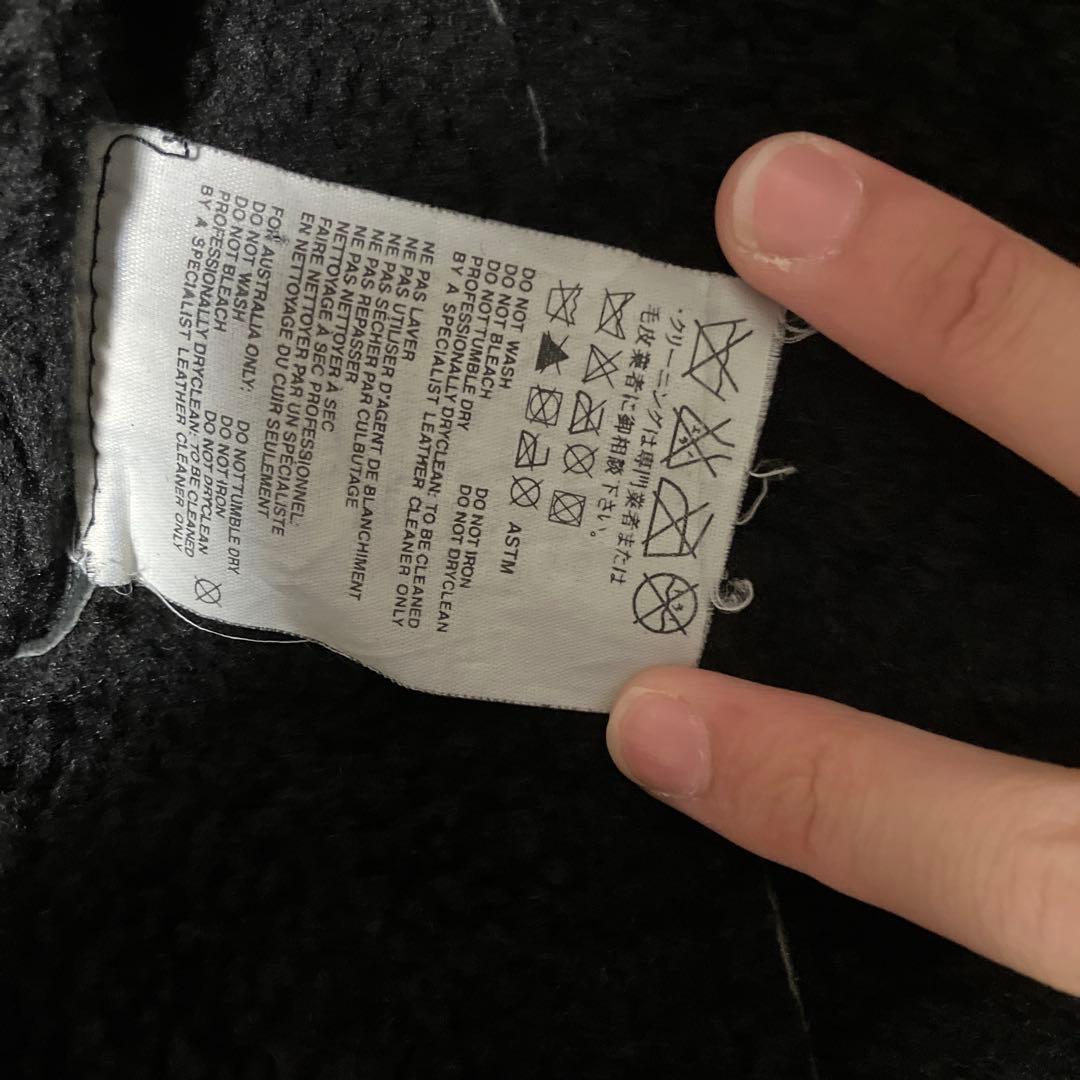 ・クリーニングは専門業者または
毛皮業者に御相談下さい。
ASTM
DO NOT WASH DO NOT IRON
DO NOT BLEACH DO NOT DRYCLEAN
DO NOT TUMBLE DRY
PROFESSIONALLY DRYCLEAN: TO BE CLEANED
BY A SPECIALIST LEATHER CLEANER ONLY
NE PAS LAVER
NE PAS UTILISER D'AGENT DE BLANCHIMENT
NE PAS SÉCHER PAR CULBUTAGE
NE PAS REPASSER
NE PAS NETTOYER À SEC
NETTOYAGE À SEC PROFESSIONNEL:
FAIRE NETTOYER PAR UN SPECIALISTE
EN NETTOYAGE DU CUIR SEULEMENT
FOR AUSTRALIA ONLY: DO NOT TUMBLE DRY
DO NOT WASH DO NOT IRON
DO NOT BLEACH DO NOT DRYCLEAN
PROFESSIONALLY DRYCLEAN: TO BE CLEANED
BY A SPECIALIST LEATHER CLEANER ONLY